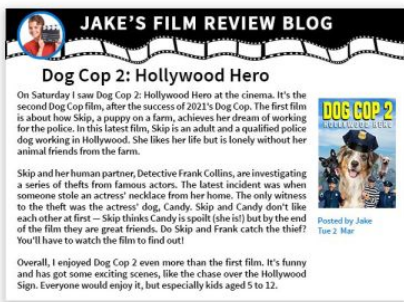 JAKE'S FILM REVIEW BLOG
Dog Cop 2: Hollywood Hero
On Saturday I saw Dog Cop 2: Hollywood Hero at the cinema. It's the
second Dog Cop film, after the success of 2021's Dog Cop. The first film
is about how Skip, a puppy on a farm, achieves her dream of working
for the police. In this latest film, Skip is an adult and a qualified police
dog working in Hollywood. She likes her life but is lonely without her
animal friends from the farm.
Skip and her human partner, Detective Frank Collins, are investigating
a series of thefts from famous actors. The latest incident was when
someone stole an actress' necklace from her home. The only witness
to the theft was the actress' dog, Candy. Skip and Candy don't like
each other at first — Skip thinks Candy is spoilt (she is!) but by the end
of the film they are great friends. Do Skip and Frank catch the thief?
You'll have to watch the film to find out!
Overall, I enjoyed Dog Cop 2 even more than the first film. It's funny
and has got some exciting scenes, like the chase over the Hollywood
Sign. Everyone would enjoy it, but especially kids aged 5 to 12.
DOG COP 2
HOLLYWOOD HERO
Posted by Jake
Tue 2 Mar